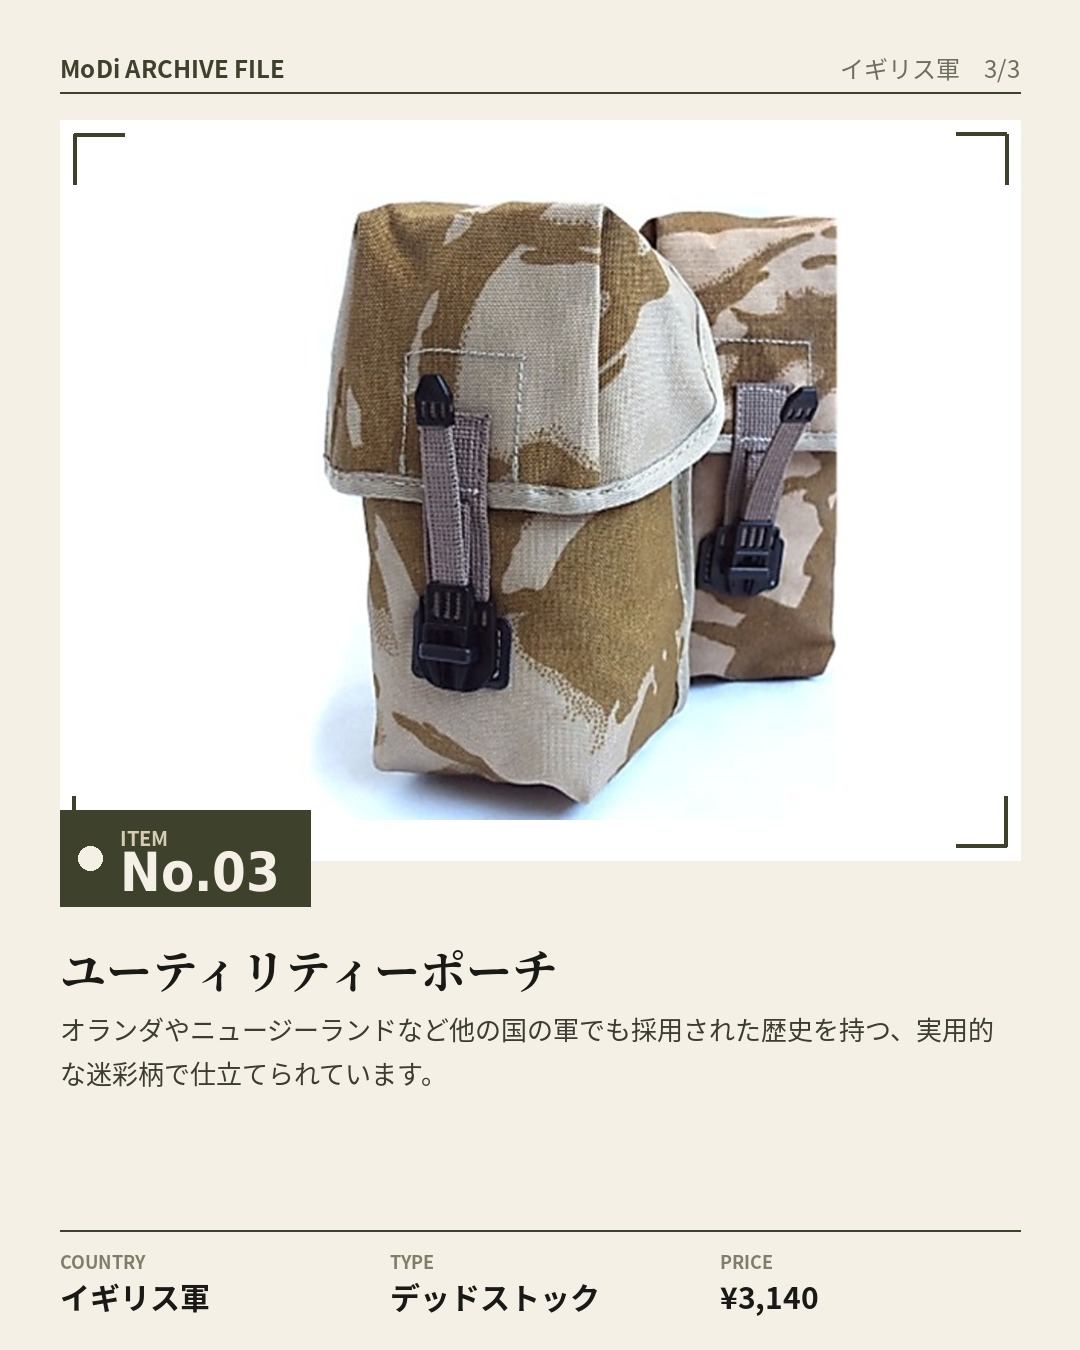 MoDi ARCHIVE FILE
イギリス軍 3/3
ITEM
No.03
ユーティリティーポーチ
オランダやニュージーランドなど他の国の軍でも採用された歴史を持つ、実用的
な迷彩柄で仕立てられています。
COUNTRY
TYPE
PRICE
イギリス軍
デッドストック
¥3,140